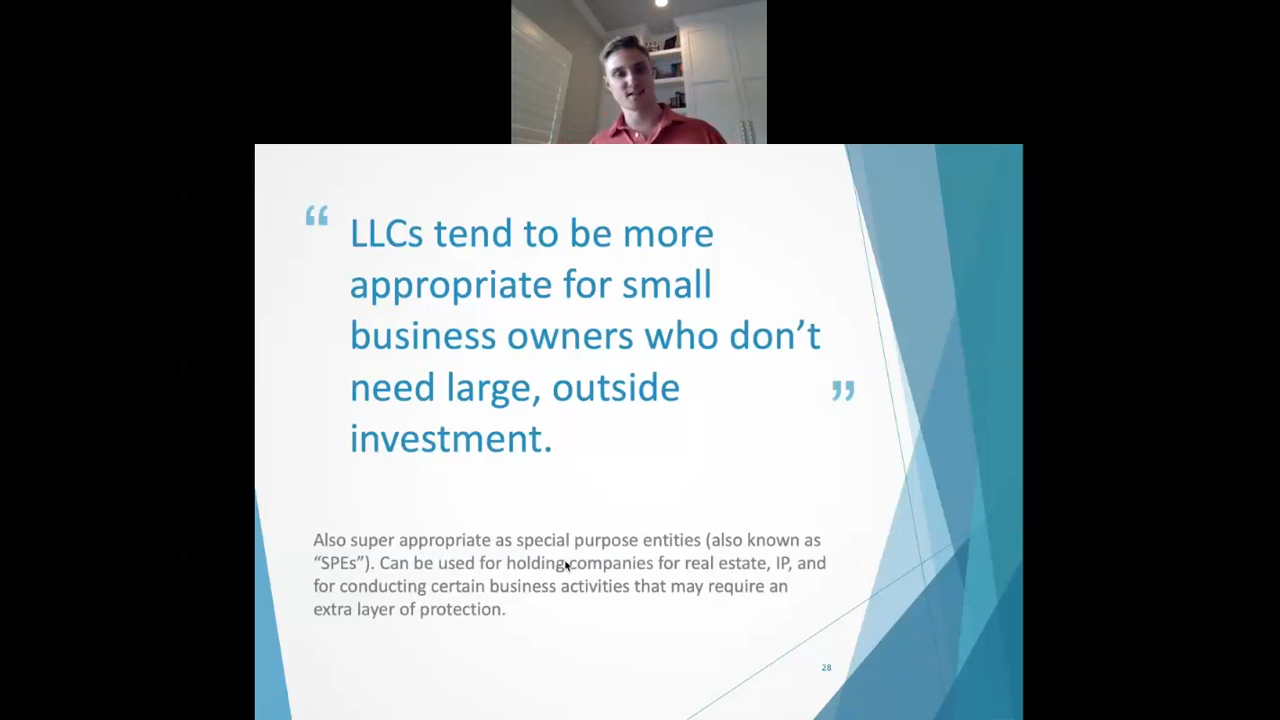 “ LLCs tend to be more
appropriate for small
business owners who don’t
need large, outside ”
investment.
Also super appropriate as special purpose entities (also known as
“SPEs”). Can be used for holding companies for real estate, IP, and
for conducting certain business activities that may require an
extra layer of protection.
28